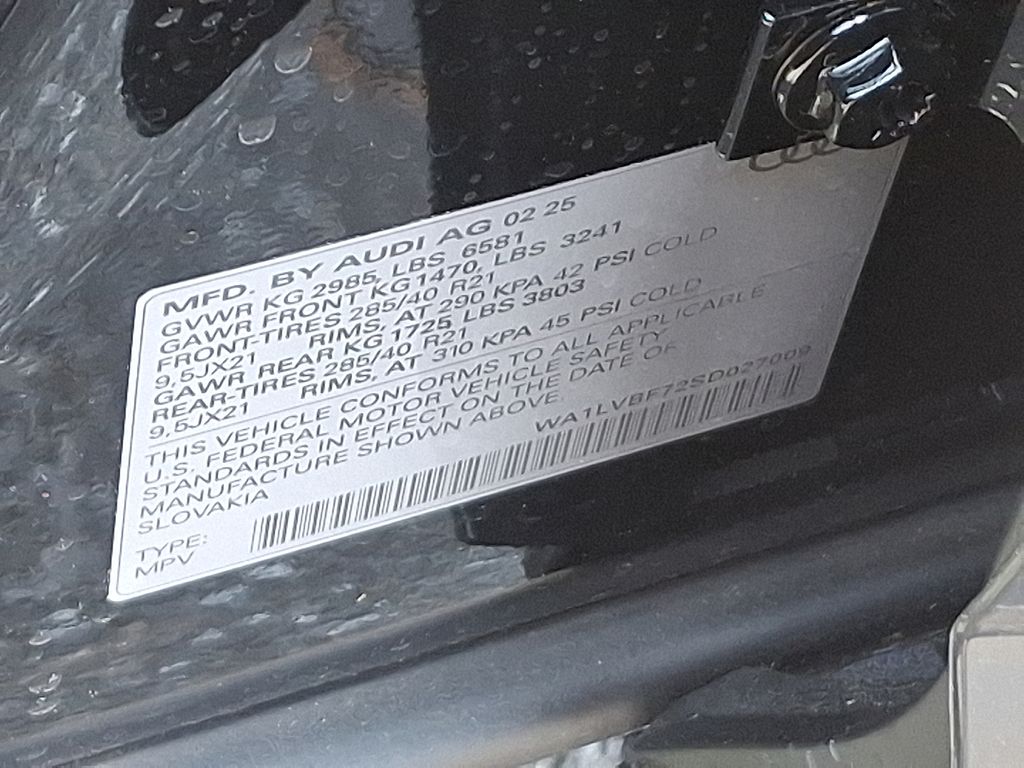 MFD. BY AUDI AG 02 25
GVWR KG 2985, LBS 6581
GAWR FRONT KG 1470, LBS 3241
FRONT-TIRES 285/40 R21
9,5JX21 RIMS, AT 290 KPA 42 PSI COLD
GAWR REAR KG 1725 LBS 3803
REAR-TIRES 285/40 R21
9,5JX21 RIMS, AT 310 KPA 45 PSI COLD
THIS VEHICLE CONFORMS TO ALL APPLICABLE
U.S. FEDERAL MOTOR VEHICLE SAFETY
STANDARDS IN EFFECT ON THE DATE OF
MANUFACTURE SHOWN ABOVE.
SLOVAKIA
WA1LVBF72SD027009
TYPE:
MPV